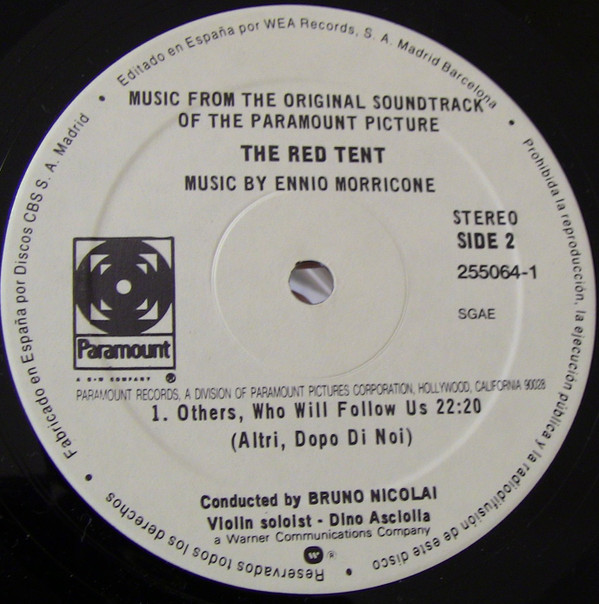 Editado en España por WEA Records, S. A. Madrid Barcelona
MUSIC FROM THE ORIGINAL SOUNDTRACK
OF THE PARAMOUNT PICTURE
THE RED TENT
MUSIC BY ENNIO MORRICONE
STEREO
SIDE 2
255064-1
SGAE
Paramount
A G+W COMPANY ®
PARAMOUNT RECORDS, A DIVISION OF PARAMOUNT PICTURES CORPORATION, HOLLYWOOD, CALIFORNIA 90028
1. Others, Who Will Follow Us 22:20
(Altri, Dopo Di Noi)
Conducted by BRUNO NICOLAI
Violin soloist - Dino Asciolla
a Warner Communications Company
W ®
Prohibida la reproducción, la ejecución pública y la radiodifusion de este disco
Reservados todos los derechos
Fabricado en España por Discos CBS S. A. Madrid